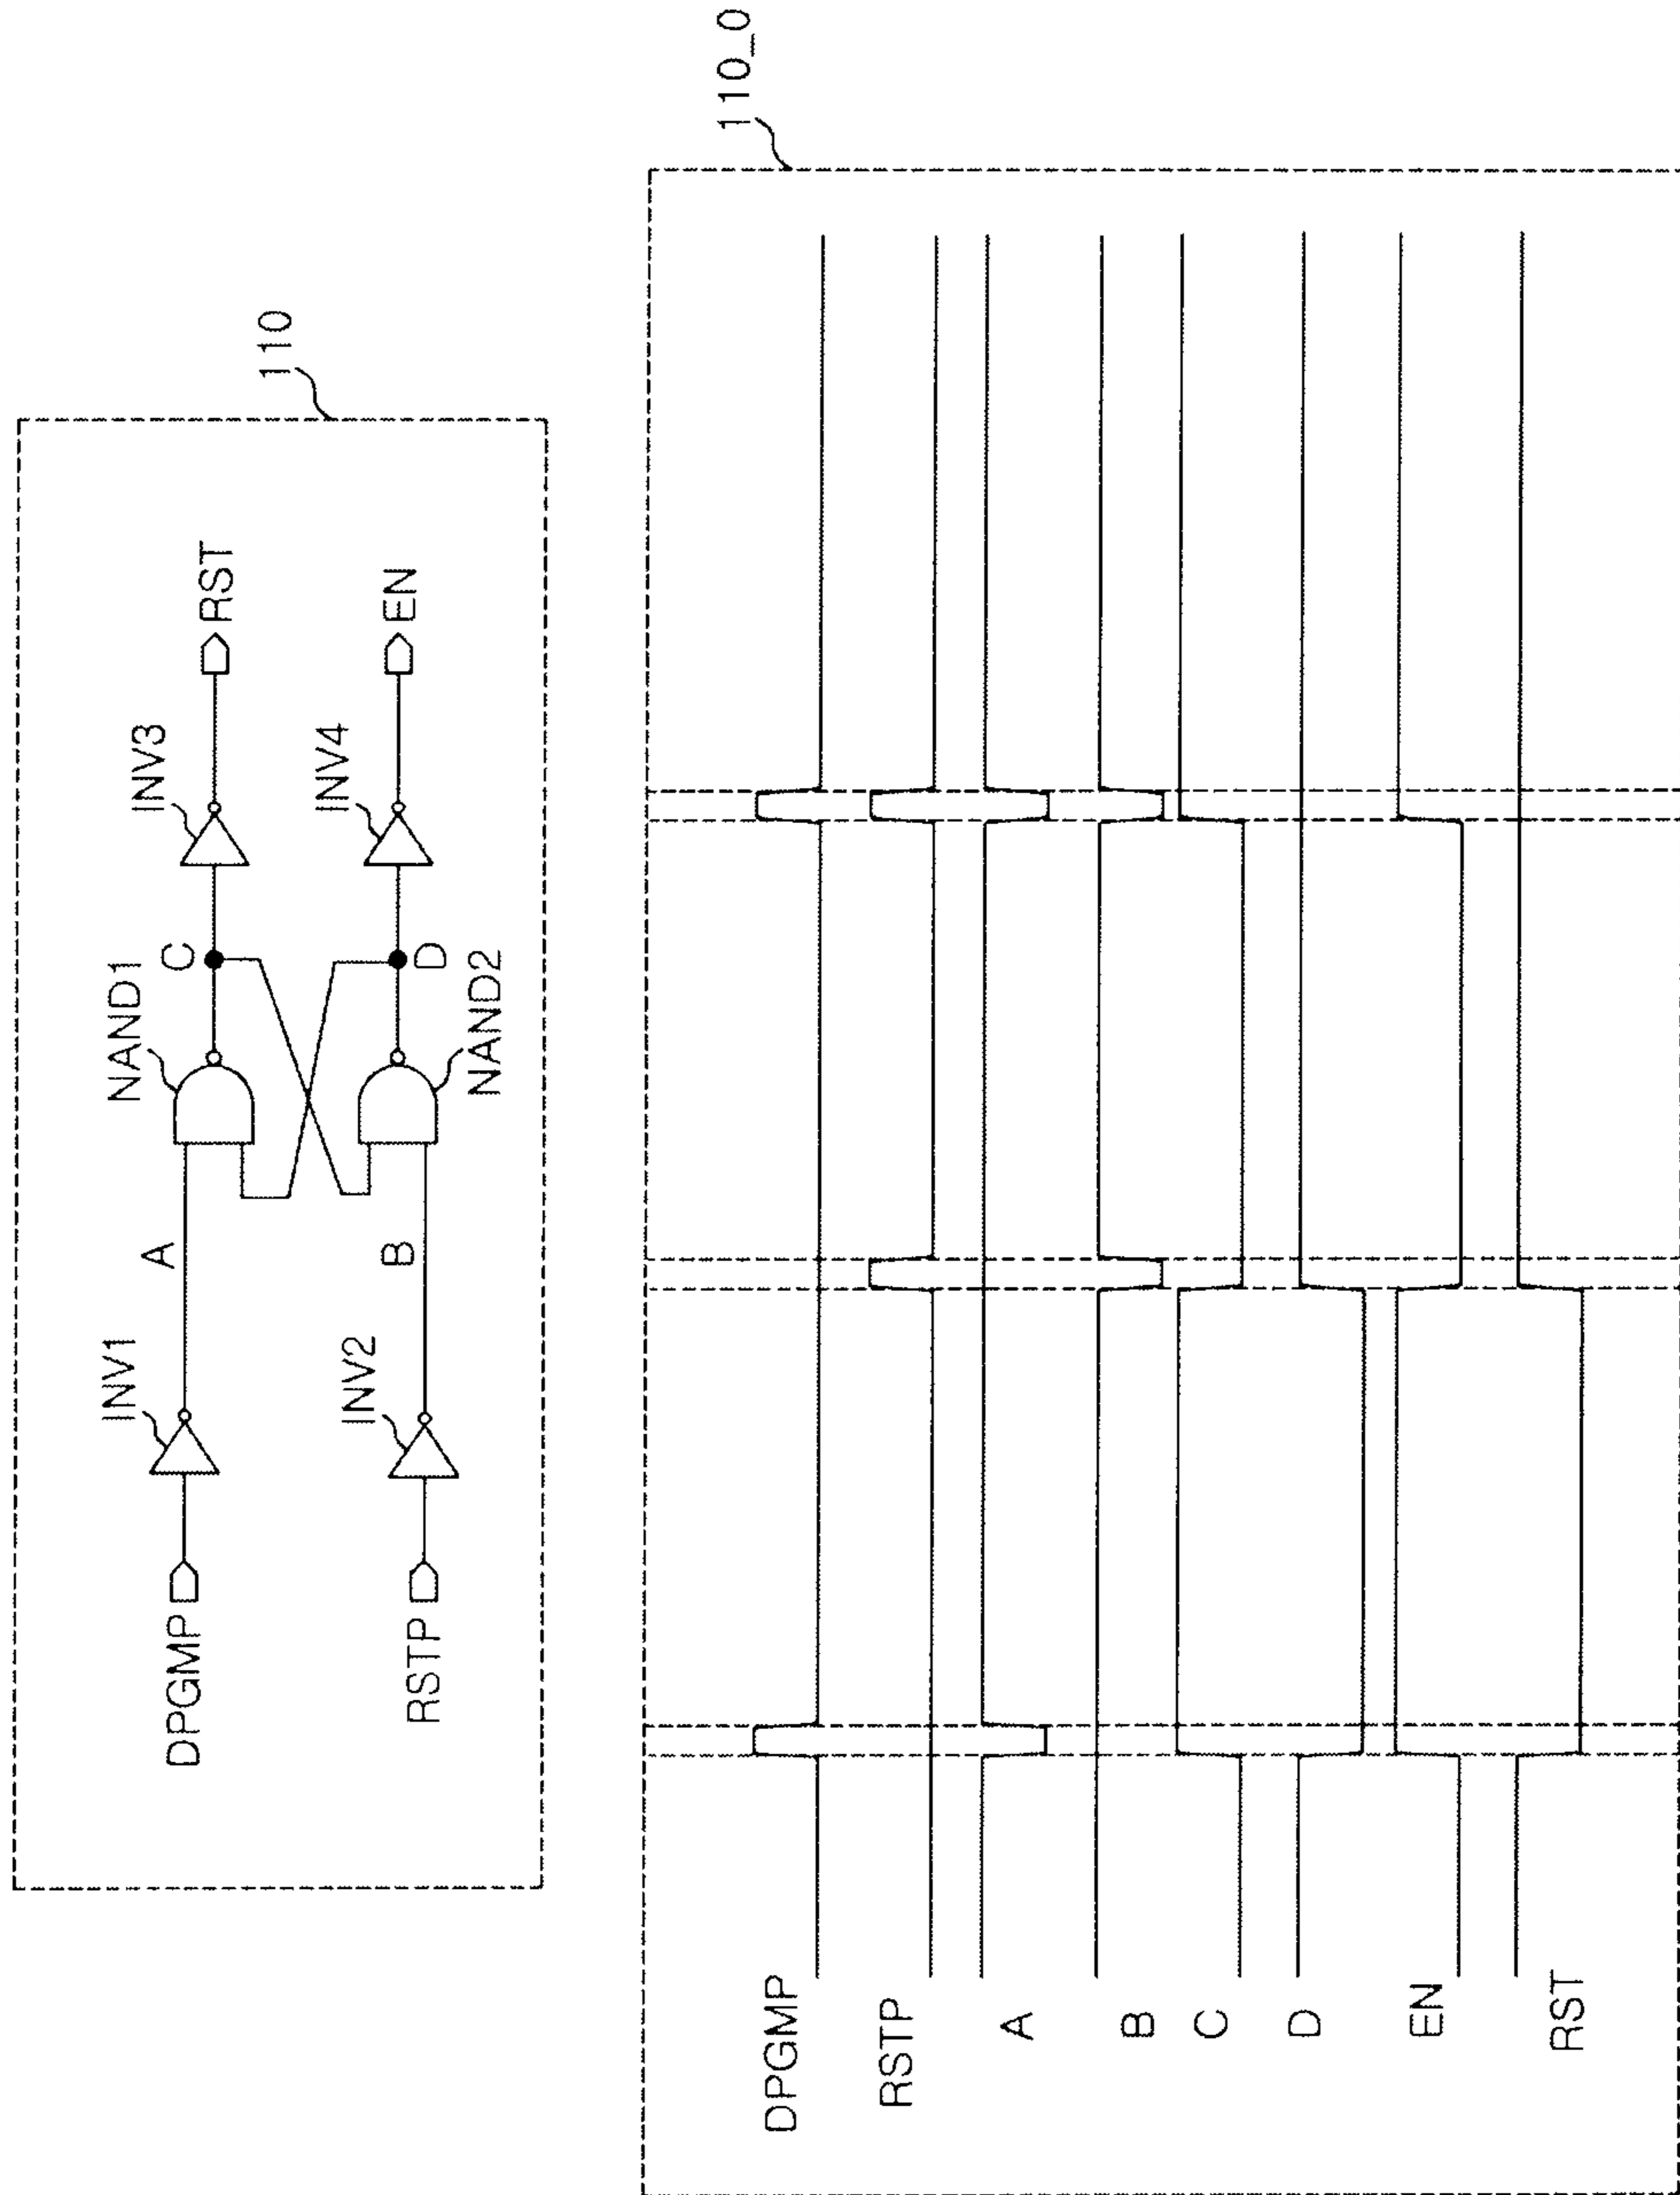 110
DPGMP
INV1
A
NAND1
C
INV3
RST
RSTP
INV2
B
NAND2
D
INV4
EN
110_0
DPGMP
RSTP
A
B
C
D
EN
RST